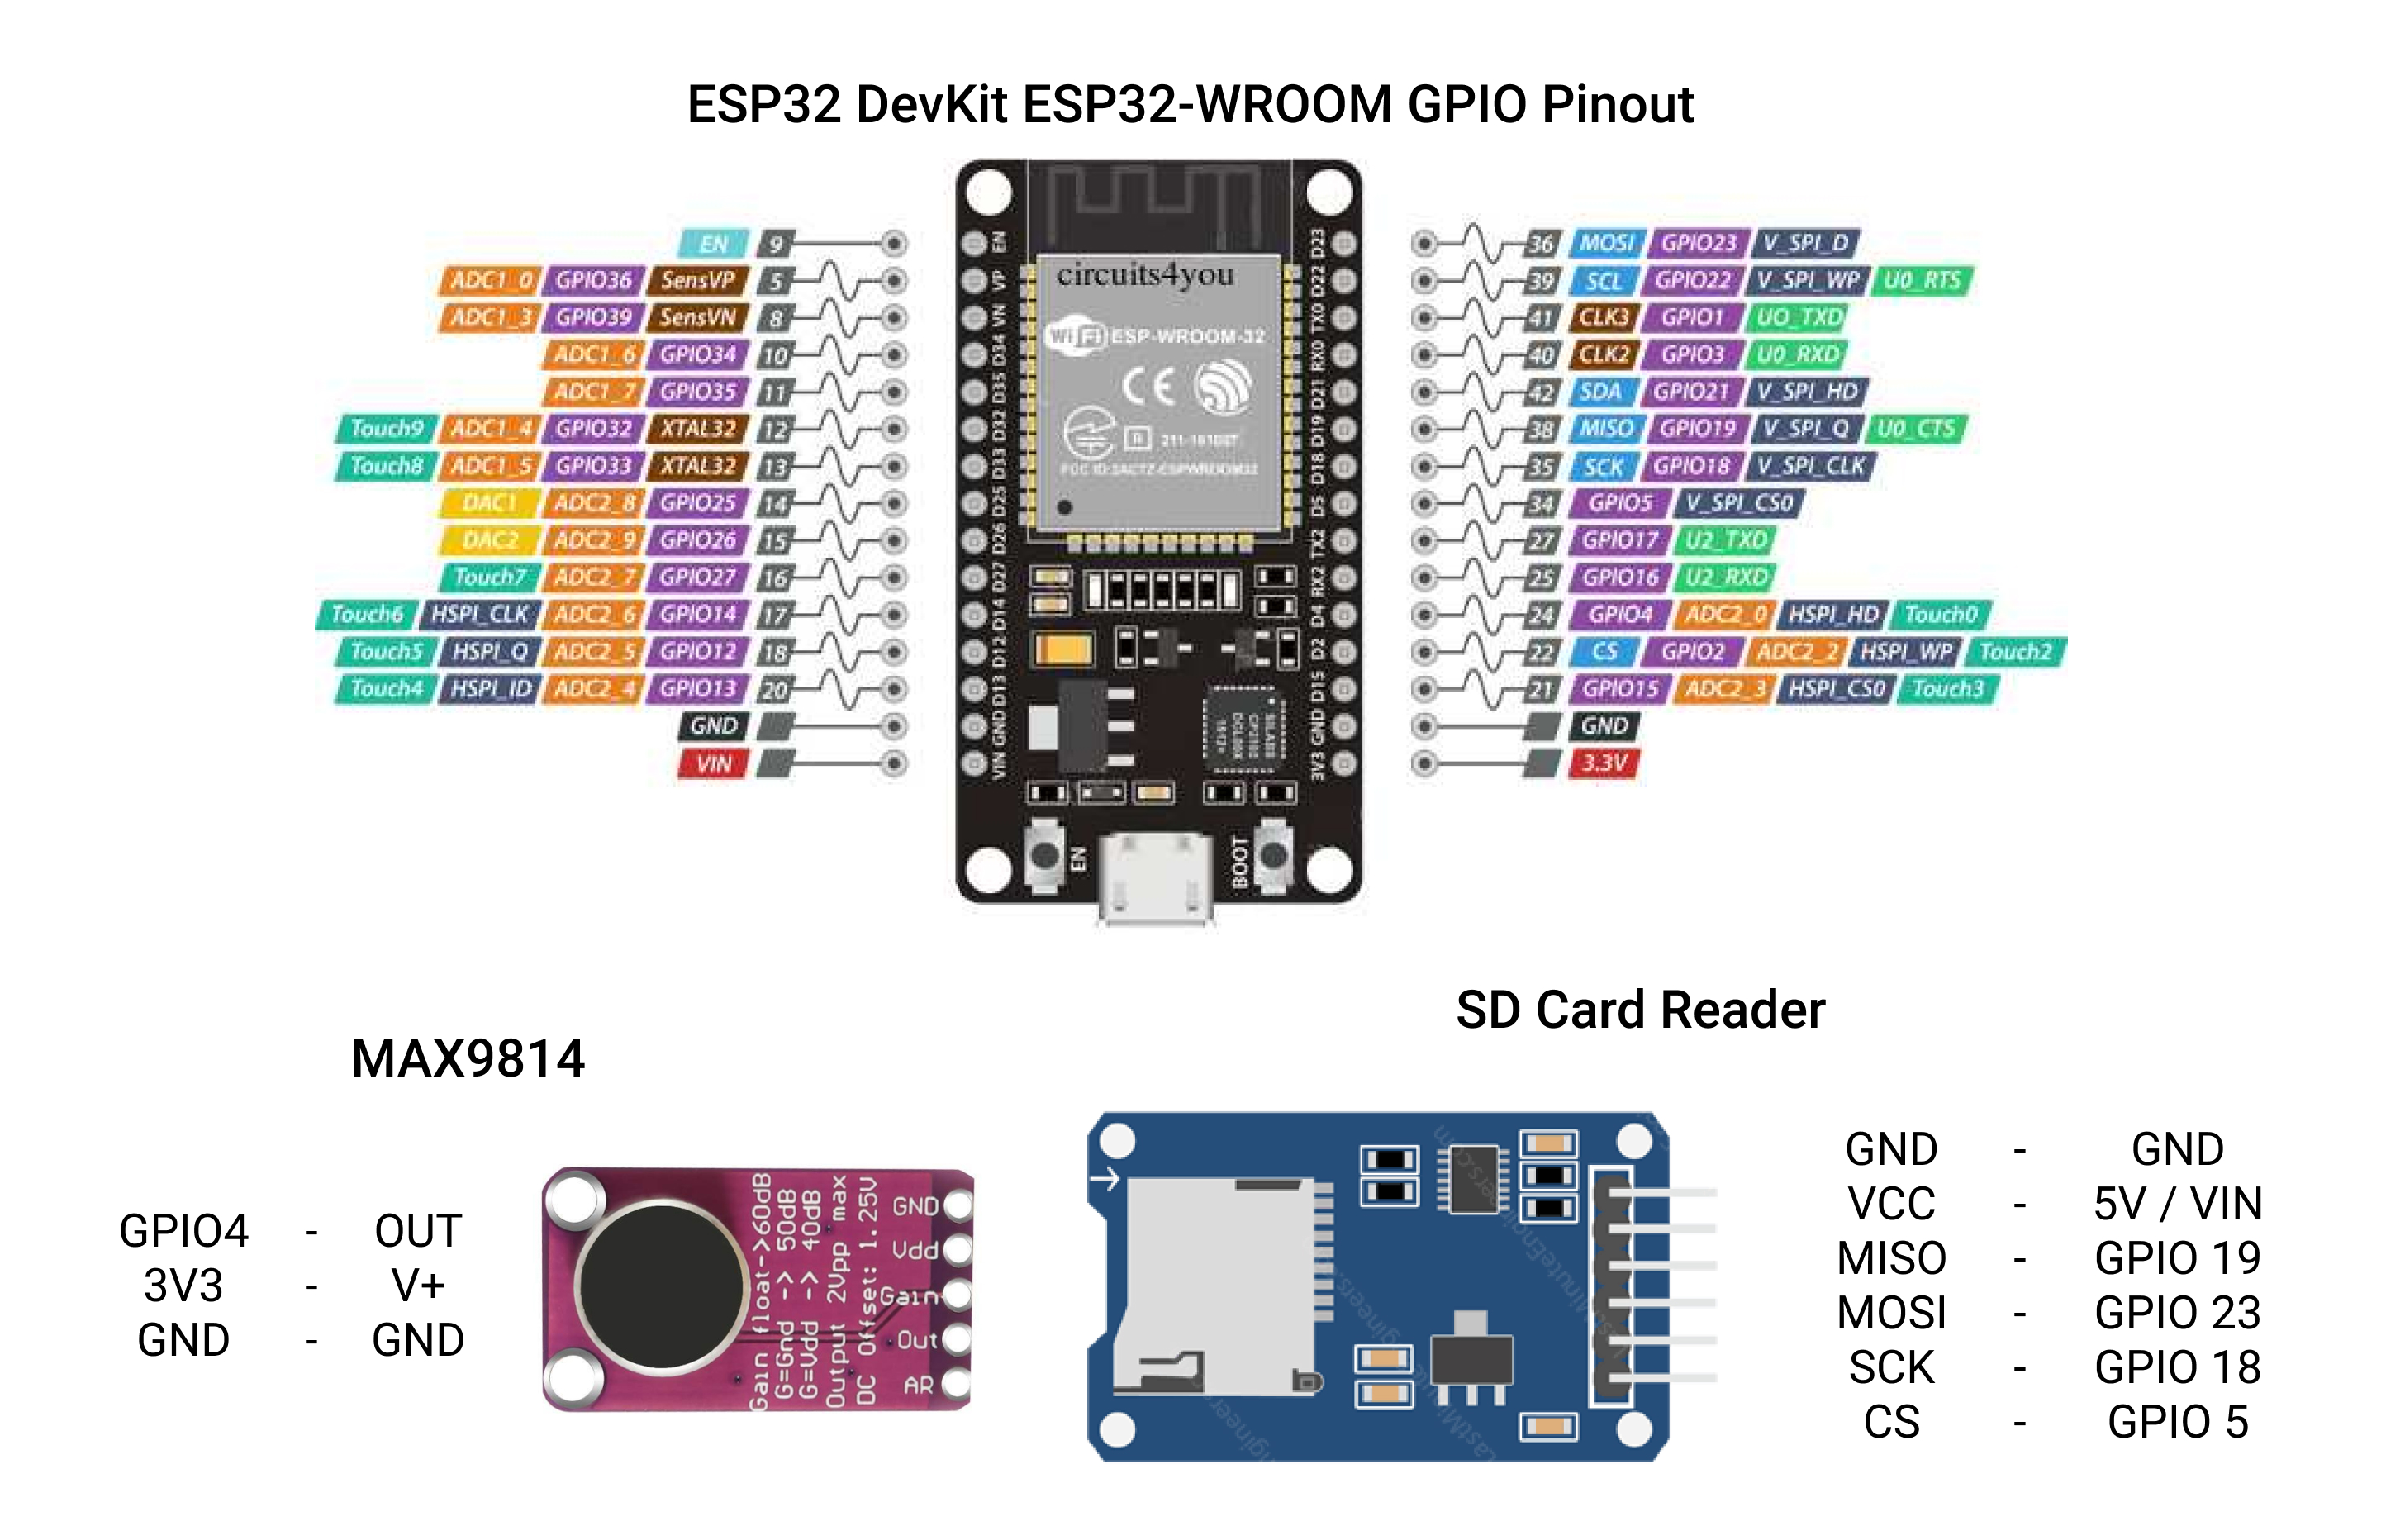 ESP32 DevKit ESP32-WROOM GPIO Pinout
EN 9
ADC1_0 GPIO36 SensVP 5
ADC1_3 GPIO39 SensVN 8
ADC1_6 GPIO34 10
ADC1_7 GPIO35 11
Touch9 ADC1_4 GPIO32 XTAL32 12
Touch8 ADC1_5 GPIO33 XTAL32 13
DAC1 ADC2_8 GPIO25 14
DAC2 ADC2_9 GPIO26 15
Touch7 ADC2_7 GPIO27 16
Touch6 HSPI_CLK ADC2_6 GPIO14 17
Touch5 HSPI_Q ADC2_5 GPIO12 18
Touch4 HSPI_ID ADC2_4 GPIO13 20
GND
VIN
EN
VP
VN
D34
D35
D32
D33
D25
D26
D27
D14
D12
D13
GND
VIN
circuits4you
WiFi ESP-WROOM-32
CE
R
FCC ID:2AC7Z-ESPWROOM32
SILABS
CP2102
EN
BOOT
D23
D22
TX0
RX0
D21
D19
D18
D5
TX2
RX2
D4
D2
D15
GND
3V3
36 MOSI GPIO23 V_SPI_D
39 SCL GPIO22 V_SPI_WP U0_RTS
41 CLK3 GPIO1 UO_TXD
40 CLK2 GPIO3 U0_RXD
42 SDA GPIO21 V_SPI_HD
38 MISO GPIO19 V_SPI_Q U0_CTS
35 SCK GPIO18 V_SPI_CLK
34 GPIO5 V_SPI_CS0
27 GPIO17 U2_TXD
25 GPIO16 U2_RXD
24 GPIO4 ADC2_0 HSPI_HD Touch0
22 CS GPIO2 ADC2_2 HSPI_WP Touch2
21 GPIO15 ADC2_3 HSPI_CS0 Touch3
GND
3.3V
MAX9814
GPIO4 - OUT
3V3 - V+
GND - GND
Gain float->60dB
G=Gnd -> 50dB
G=Vdd -> 40dB
Output 2Vpp max
DC Offset: 1.25V
GND
Vdd
Gain
Out
AR
SD Card Reader
GND - GND
VCC - 5V / VIN
MISO - GPIO 19
MOSI - GPIO 23
SCK - GPIO 18
CS - GPIO 5